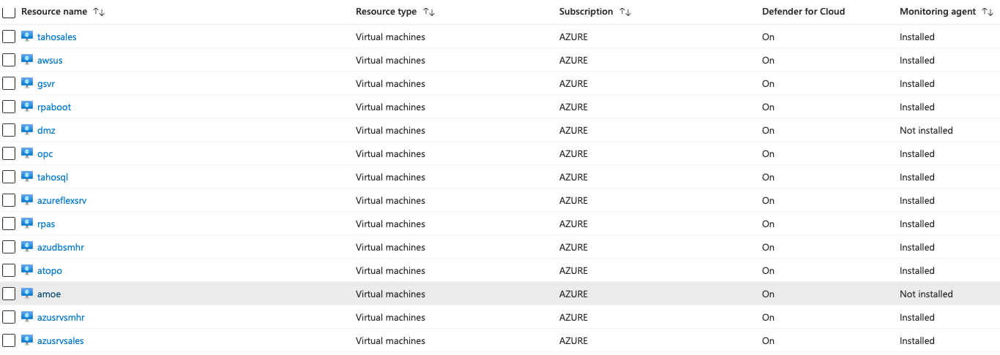 Resource name ↑↓ Resource type ↑↓ Subscription ↑↓ Defender for Cloud Monitoring agent ↑↓
tahosales Virtual machines AZURE On Installed
awsus Virtual machines AZURE On Installed
gsvr Virtual machines AZURE On Installed
rpaboot Virtual machines AZURE On Installed
dmz Virtual machines AZURE On Not installed
opc Virtual machines AZURE On Installed
tahosql Virtual machines AZURE On Installed
azureflexsrv Virtual machines AZURE On Installed
rpas Virtual machines AZURE On Installed
azudbsmhr Virtual machines AZURE On Installed
atopo Virtual machines AZURE On Installed
amoe Virtual machines AZURE On Not installed
azusrvsmhr Virtual machines AZURE On Installed
azusrvsales Virtual machines AZURE On Installed